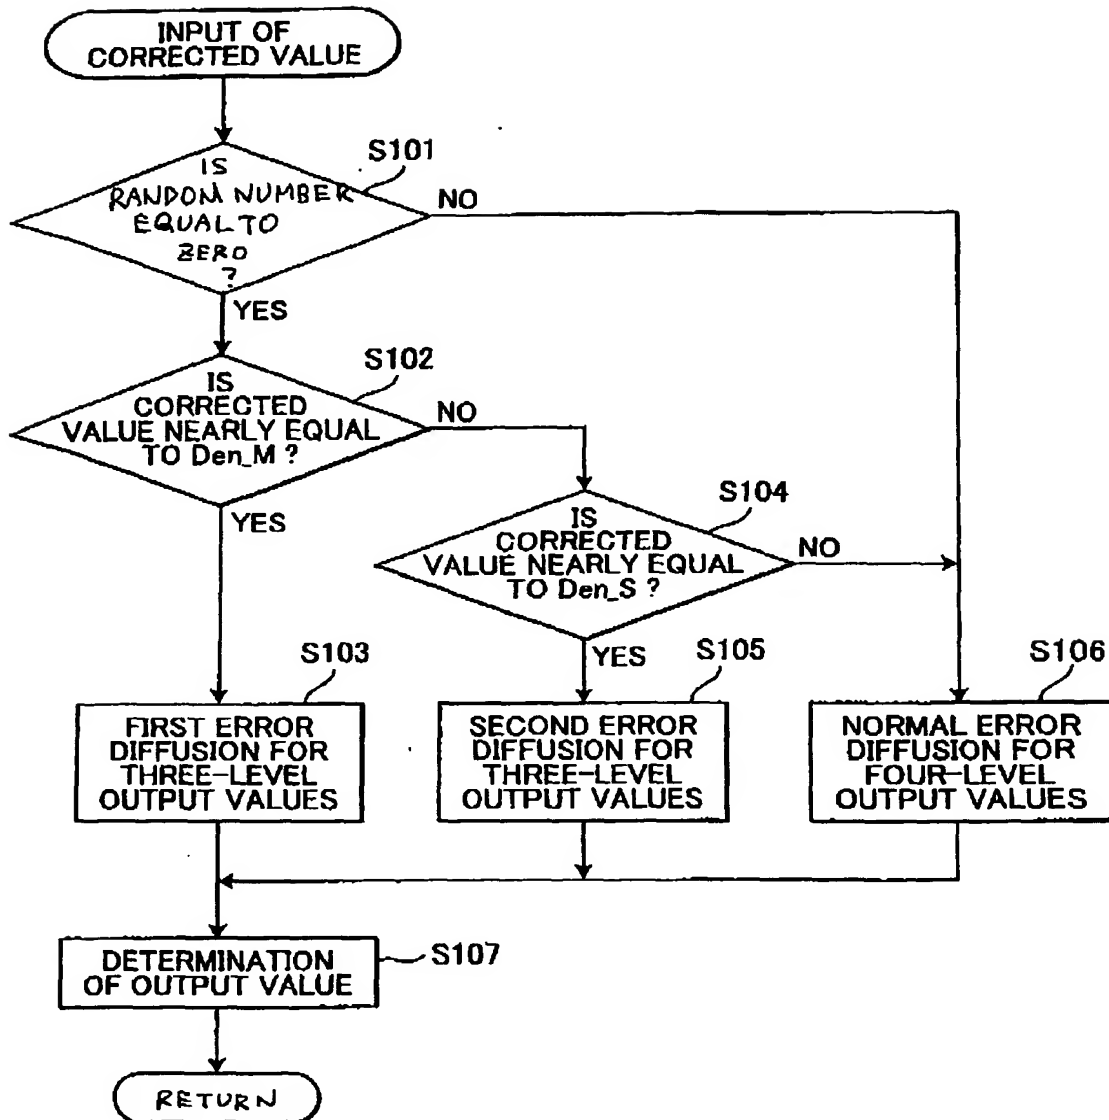 INPUT OF
CORRECTED VALUE
S101
IS
RANDOM NUMBER
EQUAL TO
ZERO
?
NO
YES
S102
IS
CORRECTED
VALUE NEARLY EQUAL
TO Den_M ?
NO
YES
S104
IS
CORRECTED
VALUE NEARLY EQUAL
TO Den_S ?
NO
YES
S103
FIRST ERROR
DIFFUSION FOR
THREE-LEVEL
OUTPUT VALUES
S105
SECOND ERROR
DIFFUSION FOR
THREE-LEVEL
OUTPUT VALUES
S106
NORMAL ERROR
DIFFUSION FOR
FOUR-LEVEL
OUTPUT VALUES
DETERMINATION
OF OUTPUT VALUE
S107
RETURN